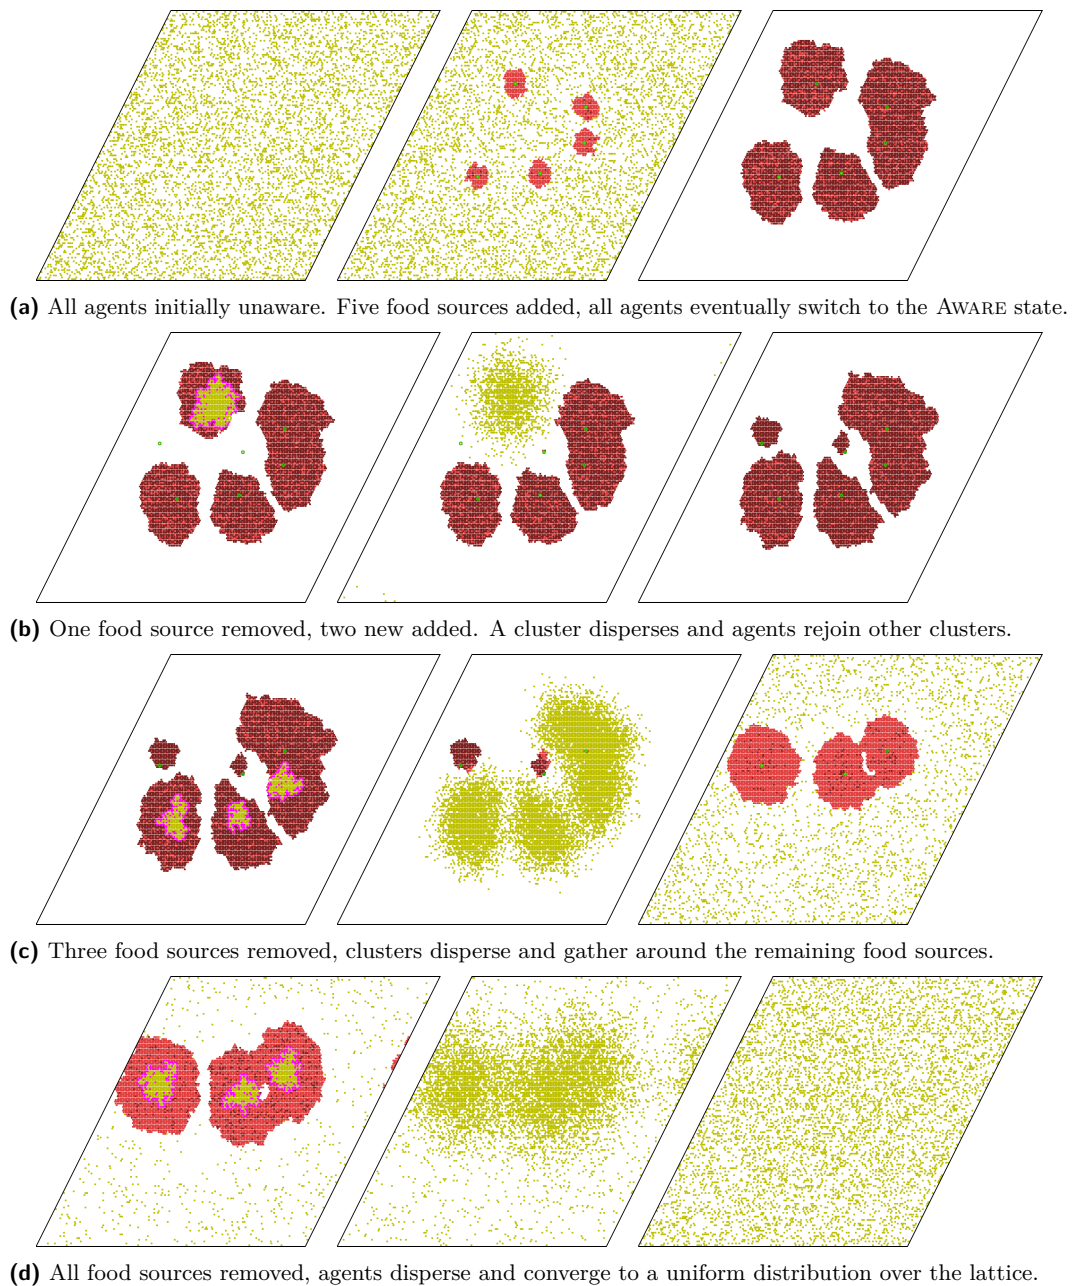 (a) All agents initially unaware. Five food sources added, all agents eventually switch to the AWARE state.
(b) One food source removed, two new added. A cluster disperses and agents rejoin other clusters.
(c) Three food sources removed, clusters disperse and gather around the remaining food sources.
(d) All food sources removed, agents disperse and converge to a uniform distribution over the lattice.